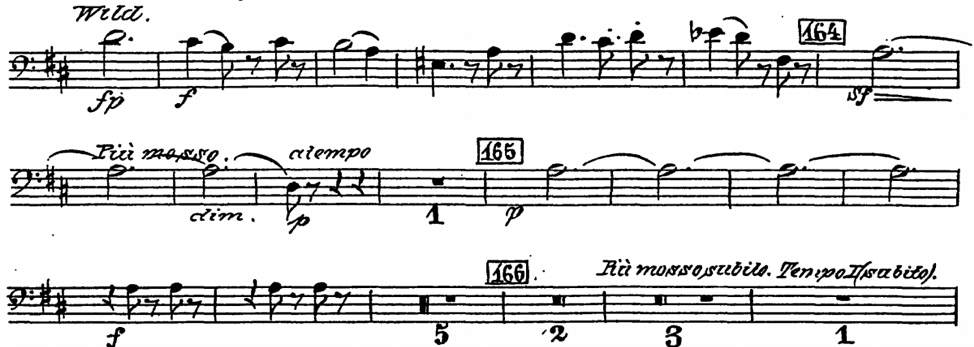 Wild.
164
fp f sf
Più mosso. atempo 165
dim. p 1 p
166 Più mosso, subito. Tempo I (subito).
f 5 2 3 1